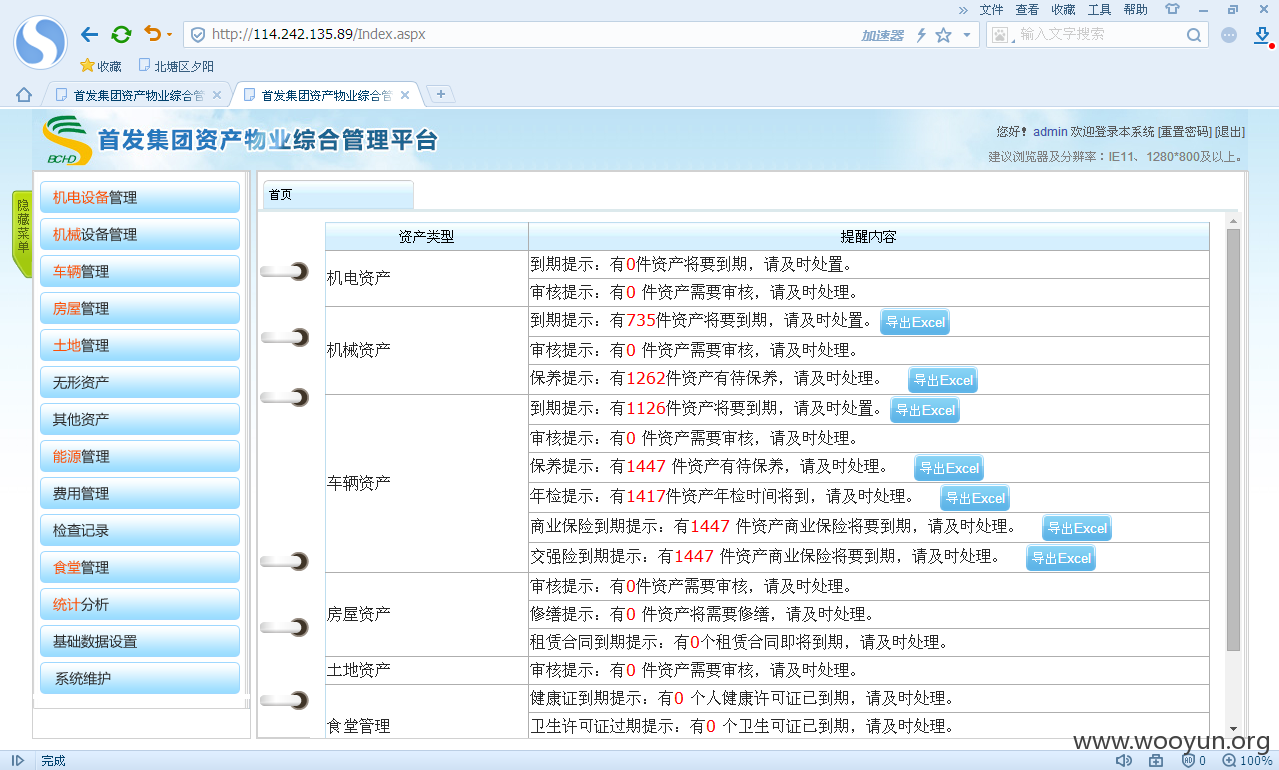 » 文件 查看 收藏 工具 帮助
http://114.242.135.89/Index.aspx 加速器 输入文字搜索
收藏 北塘区夕阳
首发集团资产物业综合管 首发集团资产物业综合管
BCHD 首发集团资产物业综合管理平台
您好！ admin 欢迎登录本系统 [重置密码] [退出]
建议浏览器及分辨率：IE11、1280*800及以上。
隐藏菜单
机电设备管理
机械设备管理
车辆管理
房屋管理
土地管理
无形资产
其他资产
能源管理
费用管理
检查记录
食堂管理
统计分析
基础数据设置
系统维护
首页
资产类型 提醒内容
机电资产
到期提示：有0件资产将要到期，请及时处置。
审核提示：有0 件资产需要审核，请及时处理。
机械资产
到期提示：有735件资产将要到期，请及时处置。 导出Excel
审核提示：有0 件资产需要审核，请及时处理。
保养提示：有1262件资产有待保养，请及时处理。 导出Excel
车辆资产
到期提示：有1126件资产将要到期，请及时处置。 导出Excel
审核提示：有0 件资产需要审核，请及时处理。
保养提示：有1447 件资产有待保养，请及时处理。 导出Excel
年检提示：有1417件资产年检时间将到，请及时处理。 导出Excel
商业保险到期提示：有1447 件资产商业保险将要到期，请及时处理。 导出Excel
交强险到期提示：有1447 件资产商业保险将要到期，请及时处理。 导出Excel
房屋资产
审核提示：有0件资产需要审核，请及时处理。
修缮提示：有0 件资产将需要修缮，请及时处理。
租赁合同到期提示：有0个租赁合同即将到期，请及时处理。
土地资产
审核提示：有0 件资产需要审核，请及时处理。
食堂管理
健康证到期提示：有0 个人健康许可证已到期，请及时处理。
卫生许可证过期提示：有0 个卫生可证已到期，请及时处理。
www.wooyun.org
完成 0 100%